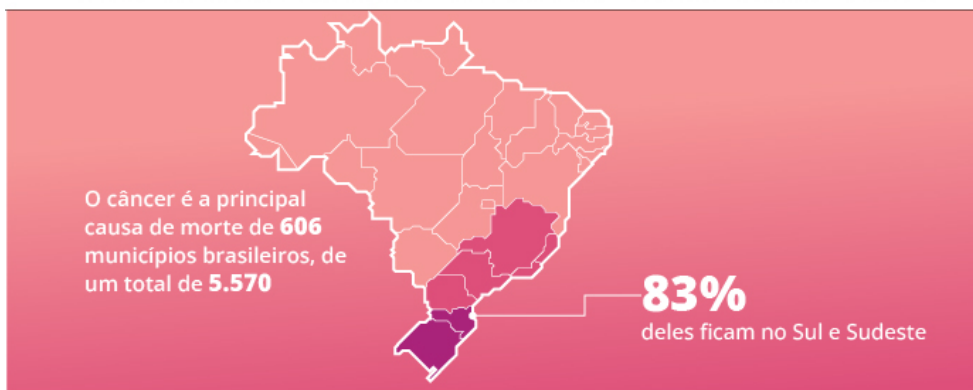 O câncer é a principal
causa de morte de 606
municípios brasileiros, de
um total de 5.570
83%
deles ficam no Sul e Sudeste